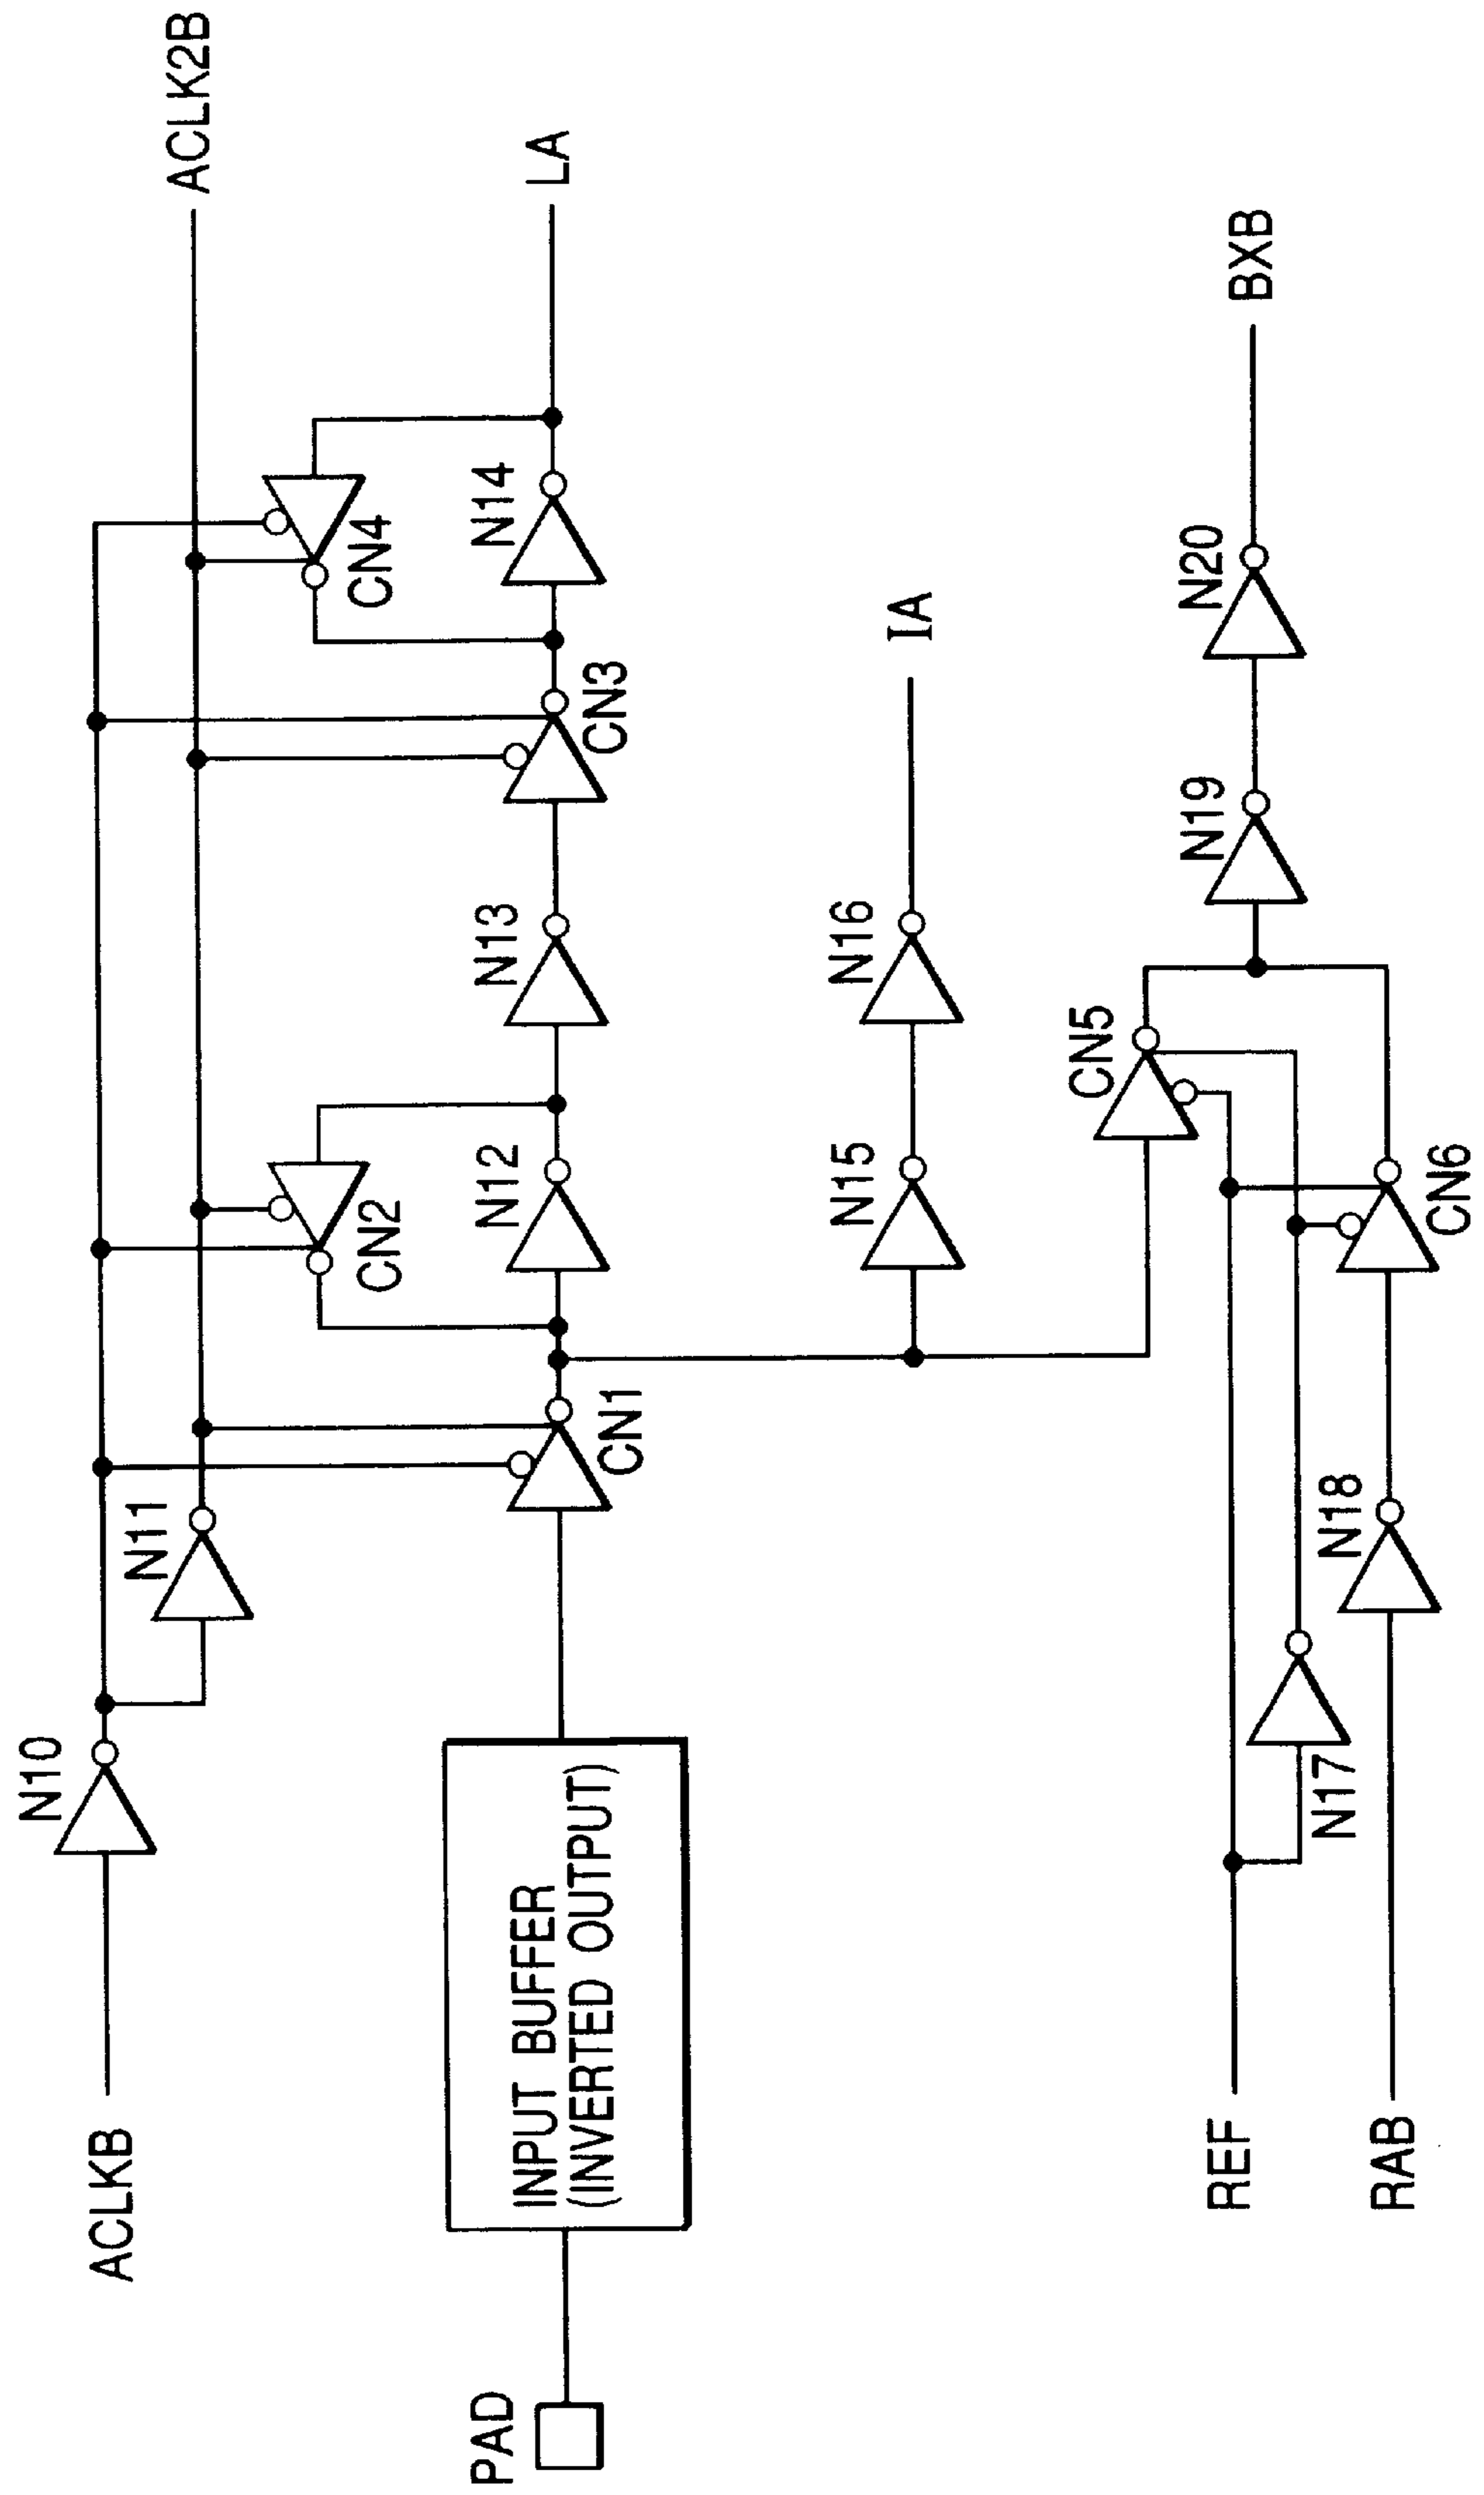 N10
ACLKB
N11
ACLK2B
CN4
CN2
PAD
INPUT BUFFER
(INVERTED OUTPUT)
CN1
N12
N13
CN3
N14
LA
N15
N16
IA
CN5
REF
N17
N19
N20
BXB
RAB
N18
CN6